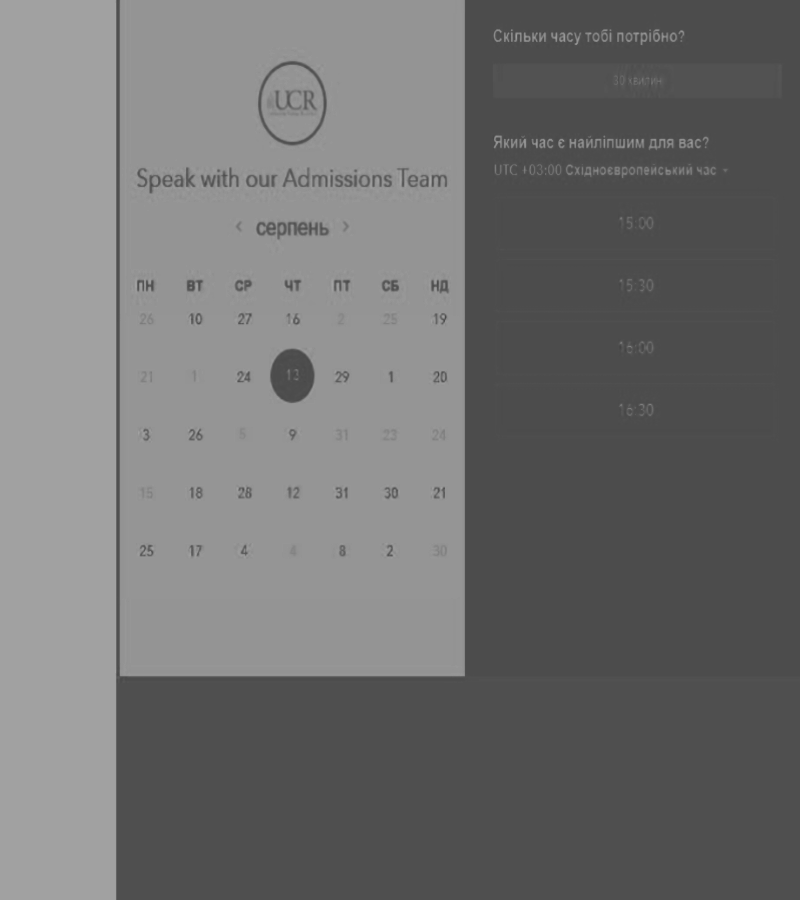 UCR
Speak with our Admissions Team
< серпень >
ПН ВТ СР ЧТ ПТ СБ НД
26 10 27 16 2 25 19
21 1 24 13 29 1 20
3 26 5 9 31 23 24
15 18 28 12 31 30 21
25 17 4 4 8 2 30
Скільки часу тобі потрібно?
30 хвилин
Який час є найліпшим для вас?
UTC +03:00 Східноєвропейський час
15:00
15:30
16:00
16:30